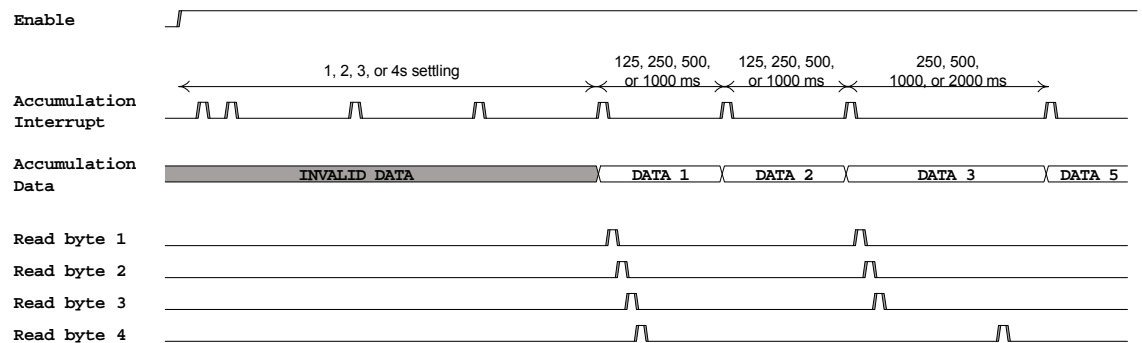 Enable
1, 2, 3, or 4s settling
125, 250, 500,
or 1000 ms
125, 250, 500,
or 1000 ms
250, 500,
1000, or 2000 ms
Accumulation
Interrupt
Accumulation
Data
INVALID DATA
DATA 1
DATA 2
DATA 3
DATA 5
Read byte 1
Read byte 2
Read byte 3
Read byte 4